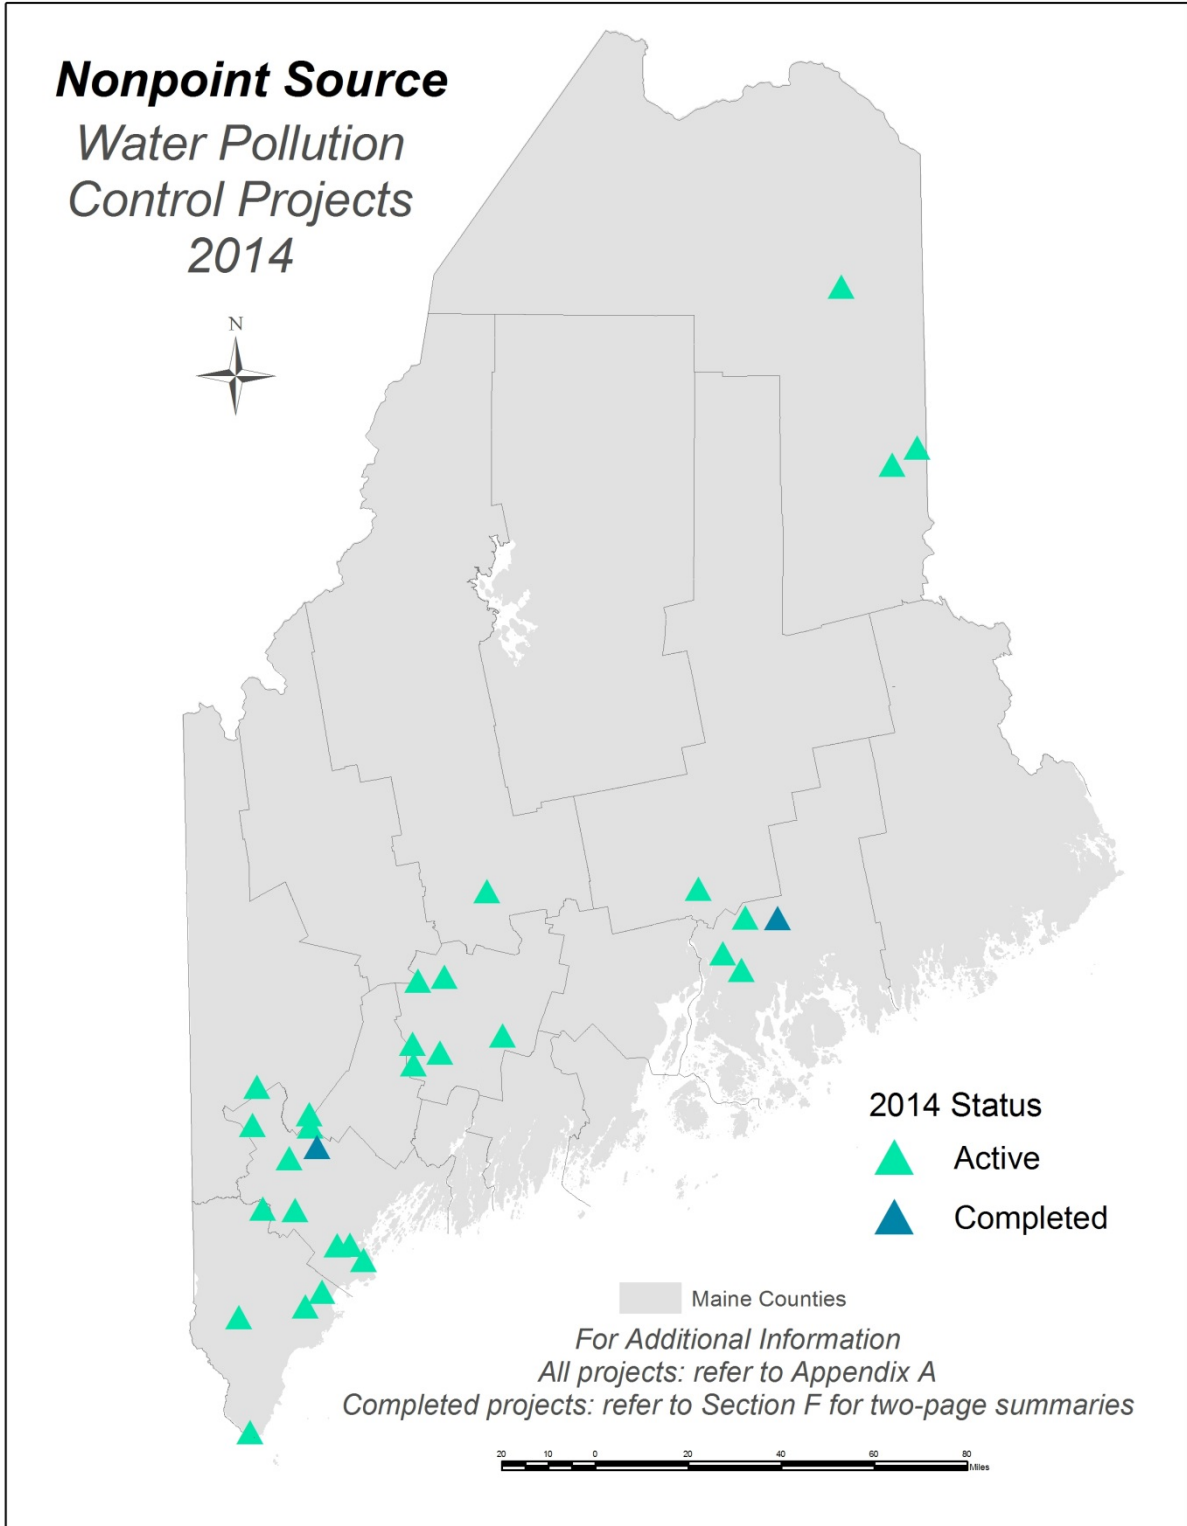 Nonpoint Source
Water Pollution
Control Projects
2014
N
2014 Status
Active
Completed
Maine Counties
For Additional Information
All projects: refer to Appendix A
Completed projects: refer to Section F for two-page summaries
20 10 0 20 40 60 80
Miles